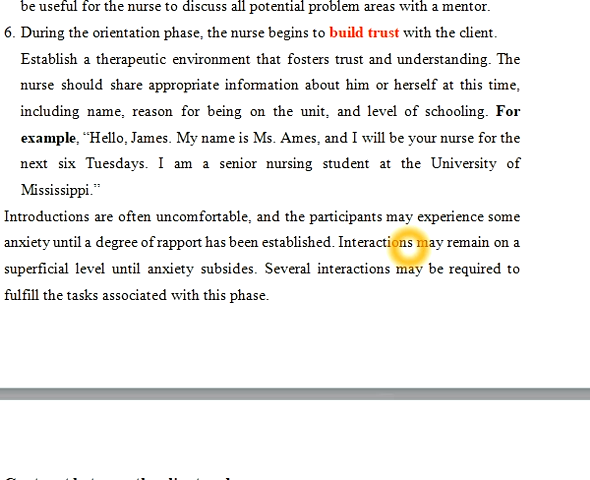 be useful for the nurse to discuss all potential problem areas with a mentor.
6. During the orientation phase, the nurse begins to build trust with the client.
Establish a therapeutic environment that fosters trust and understanding. The
nurse should share appropriate information about him or herself at this time,
including name, reason for being on the unit, and level of schooling. For
example, “Hello, James. My name is Ms. Ames, and I will be your nurse for the
next six Tuesdays. I am a senior nursing student at the University of
Mississippi.”
Introductions are often uncomfortable, and the participants may experience some
anxiety until a degree of rapport has been established. Interactions may remain on a
superficial level until anxiety subsides. Several interactions may be required to
fulfill the tasks associated with this phase.